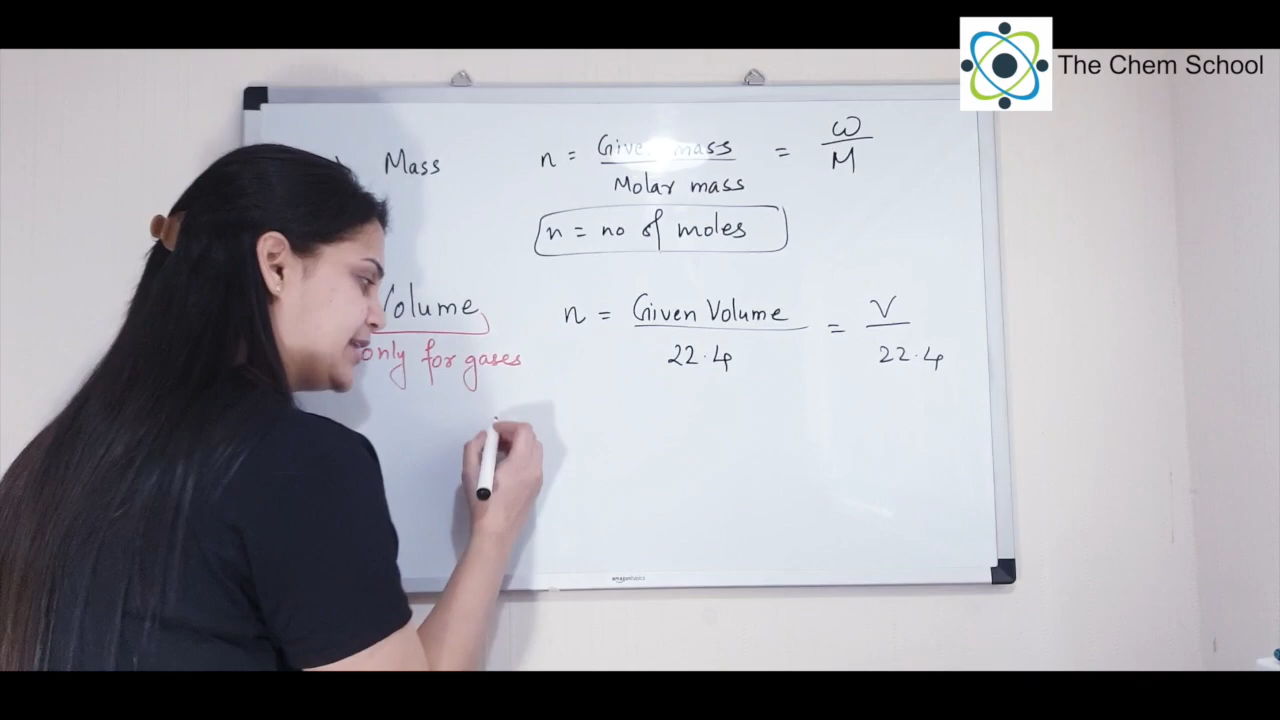 The Chem School
Mass n = Given mass = ω
Molar mass M
n = no of moles
Volume n = Given Volume = V
22.4 22.4
only for gases
amazonbasics